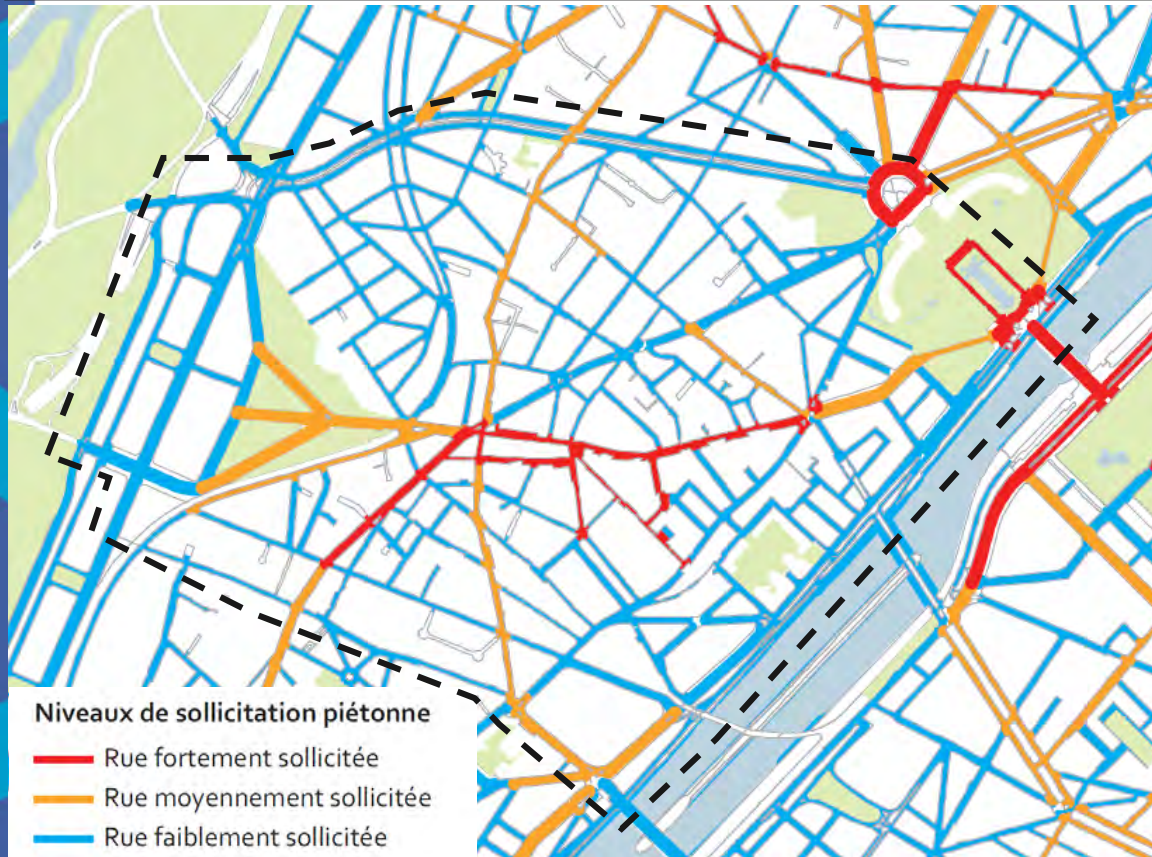 Niveaux de sollicitation piétonne
Rue fortement sollicitée
Rue moyennement sollicitée
Rue faiblement sollicitée